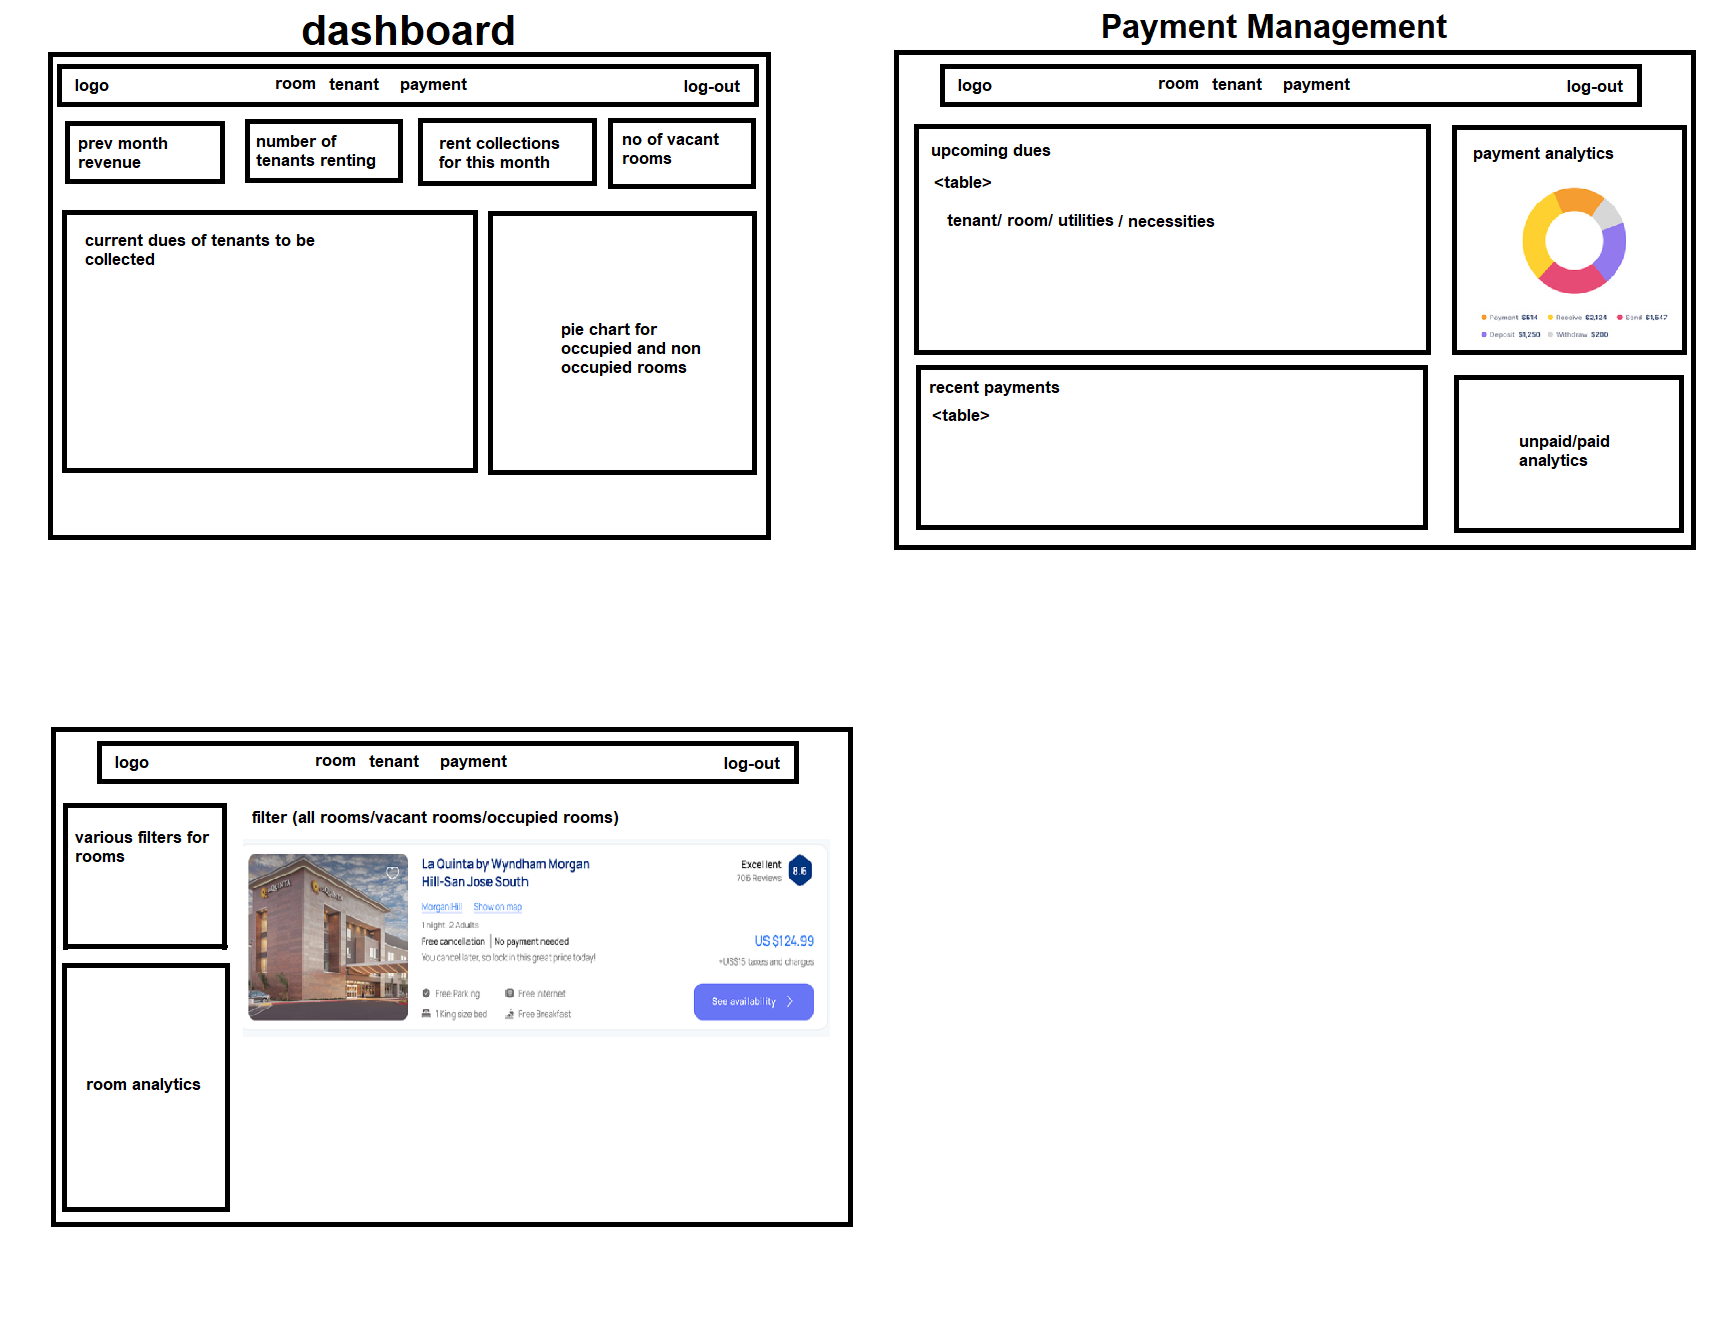 dashboard
logo room tenant payment log-out
prev month
revenue
number of
tenants renting
rent collections
for this month
no of vacant
rooms
current dues of tenants to be
collected
pie chart for
occupied and non
occupied rooms
Payment Management
logo room tenant payment log-out
upcoming dues
<table>
tenant/ room/ utilities / necessities
payment analytics
Payment $514 Receive $2,124 Send $1,547
Deposit $1,250 Withdraw $200
recent payments
<table>
unpaid/paid
analytics
logo room tenant payment log-out
various filters for
rooms
room analytics
filter (all rooms/vacant rooms/occupied rooms)
LAQUINTA
La Quinta by Wyndham Morgan
Hill-San Jose South
Morgan Hill Show on map
1 night 2 Adults
Free cancellation | No payment needed
You cancel later, so lock in this great price today!
Free Parking Free internet
1 King size bed Free Breakfast
Excellent
706 Reviews
8.6
US $124.99
+US$15 taxes and charges
See availability